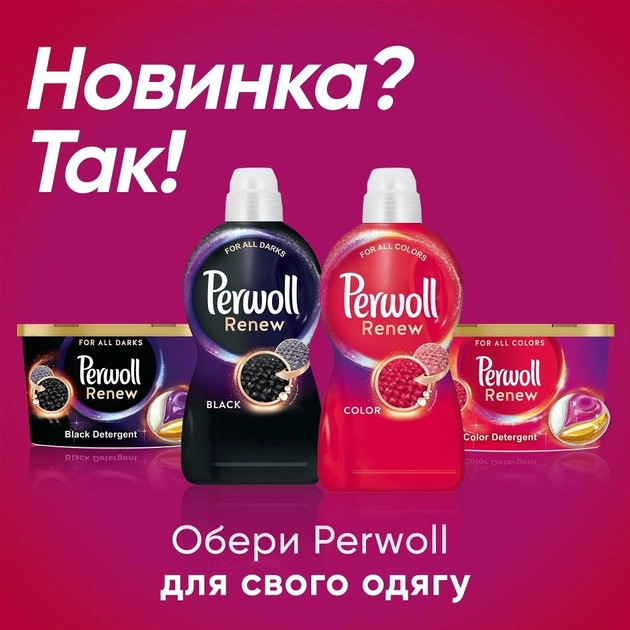 Новинка?
Так!
FOR ALL DARKS
Perwoll
Renew
BLACK
FOR ALL COLORS
Perwoll
Renew
COLOR
FOR ALL DARKS
Perwoll
Renew
Black Detergent
FOR ALL COLORS
Perwoll
Renew
Color Detergent
Обери Perwoll
для свого одягу